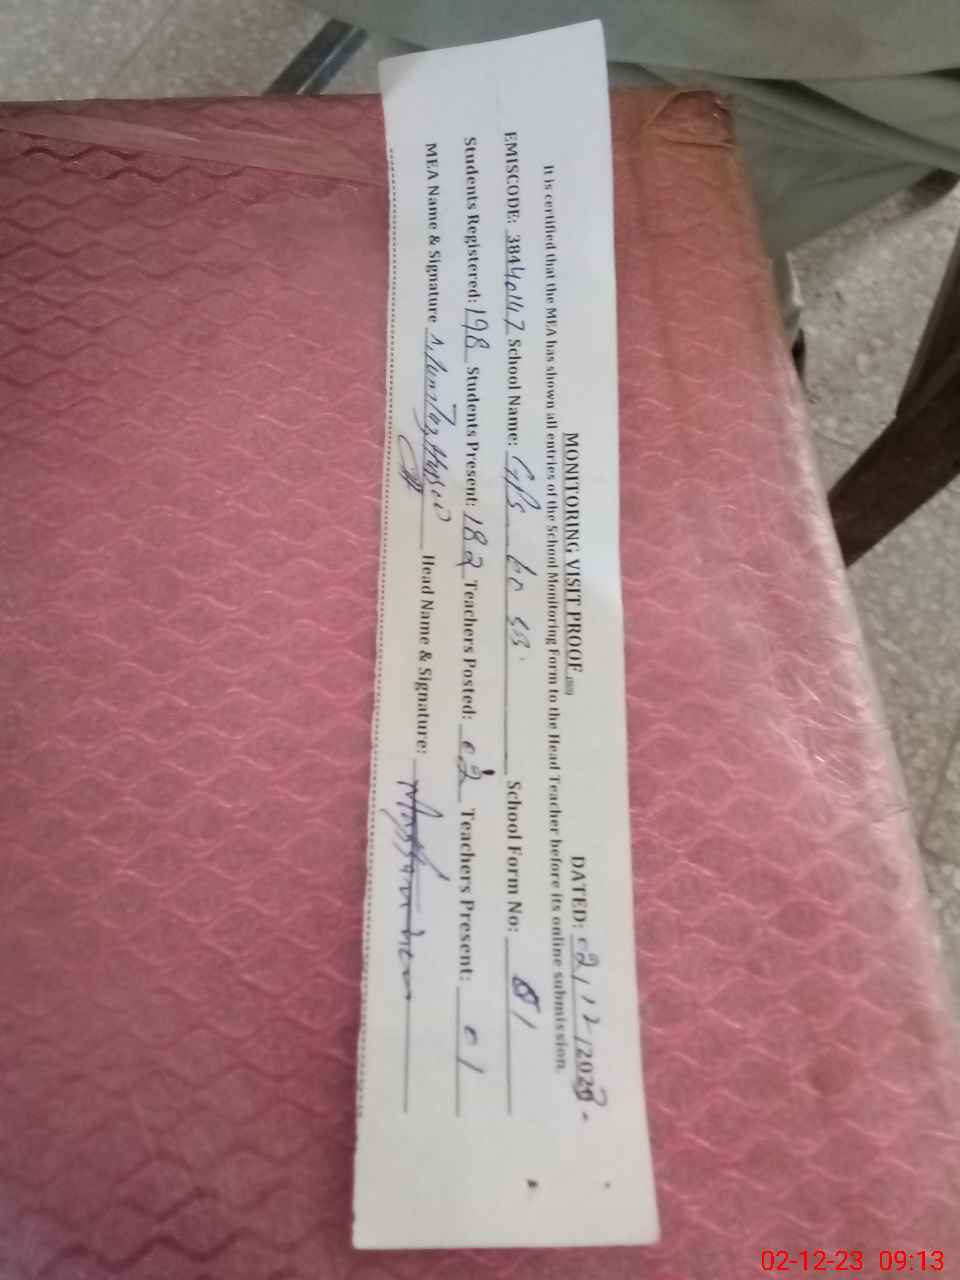 MONITORING VISIT PROOF
DATED: 02/12/2023.
It is certified that the MEA has shown all entries of the School Monitoring Form to the Head Teacher before its online submission.
EMISCODE: 38440147 School Name: GPS School Form No: 01
Students Registered: 198 Students Present: 182 Teachers Posted: 02 Teachers Present: 01
MEA Name & Signature Head Name & Signature:
02-12-23 09:13